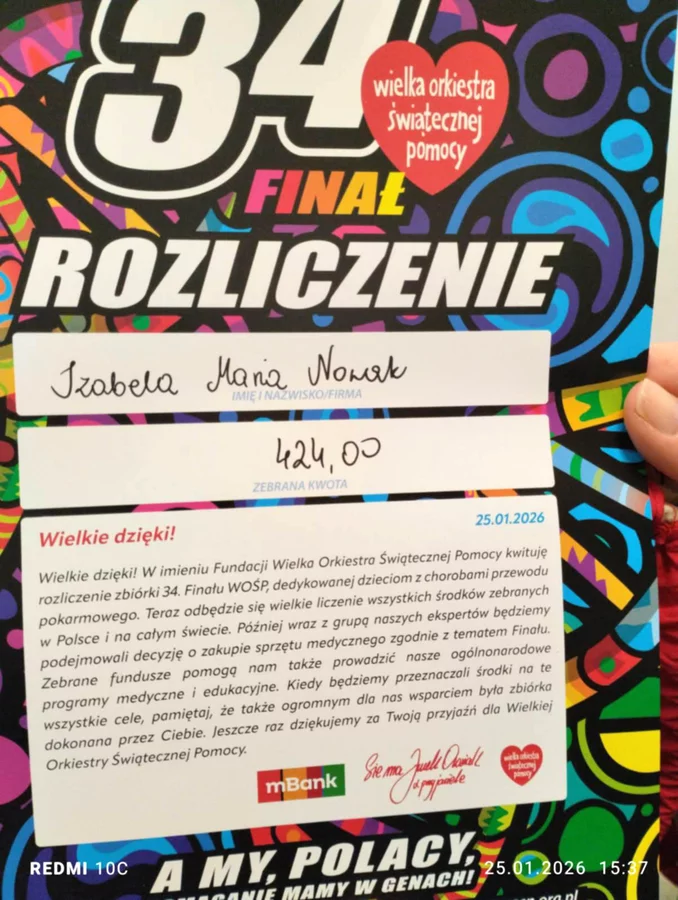 34
wielka orkiestra
świątecznej
pomocy
FINAŁ
ROZLICZENIE
Izabela Maria Nowak
IMIĘ I NAZWISKO/FIRMA
424,00
ZEBRANA KWOTA
25.01.2026
Wielkie dzięki!
Wielkie dzięki! W imieniu Fundacji Wielka Orkiestra Świątecznej Pomocy kwituję
rozliczenie zbiórki 34. Finału WOŚP, dedykowanej dzieciom z chorobami przewodu
pokarmowego. Teraz odbędzie się wielkie liczenie wszystkich środków zebranych
w Polsce i na całym świecie. Później wraz z grupą naszych ekspertów będziemy
podejmowali decyzję o zakupie sprzętu medycznego zgodnie z tematem Finału.
Zebrane fundusze pomogą nam także prowadzić nasze ogólnonarodowe
programy medyczne i edukacyjne. Kiedy będziemy przeznaczali środki na te
wszystkie cele, pamiętaj, że także ogromnym dla nas wsparciem była zbiórka
dokonana przez Ciebie. Jeszcze raz dziękujemy za Twoją przyjaźń dla Wielkiej
Orkiestry Świątecznej Pomocy.
mBank
Sie ma Jurek Owsiak
i przyjaciele
wielka orkiestra
świątecznej
pomocy
A MY, POLACY,
POMAGANIE MAMY W GENACH!
REDMI 10C
25.01.2026 15:37